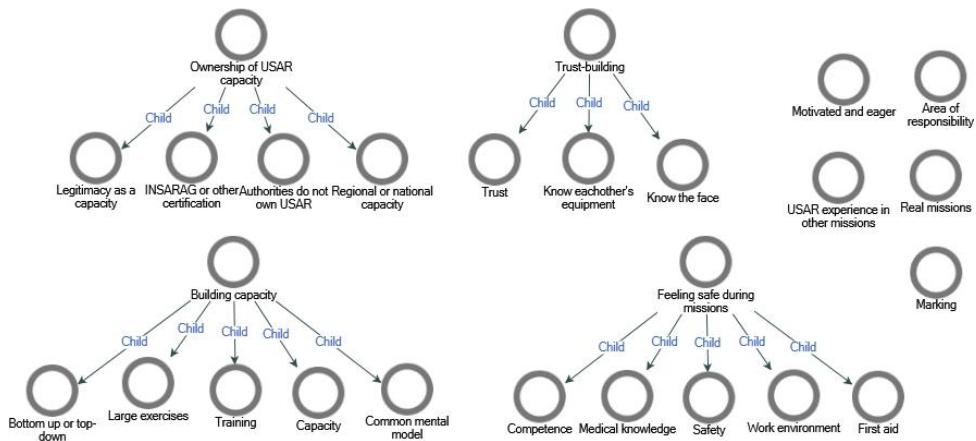 Ownership of USAR
capacity
Child
Child
Child
Child
Legitimacy as a
capacity
INSARAG or other
certification
Authorities do not
own USAR
Regional or national
capacity
Trust-building
Child
Child
Child
Trust
Know eachother's
equipment
Know the face
Motivated and eager
Area of
responsibility
USAR experience in
other missions
Real missions
Marking
Building capacity
Child
Child
Child
Child
Child
Bottom up or top-
down
Large exercises
Training
Capacity
Common mental
model
Feeling safe during
missions
Child
Child
Child
Child
Child
Competence
Medical knowledge
Safety
Work environment
First aid